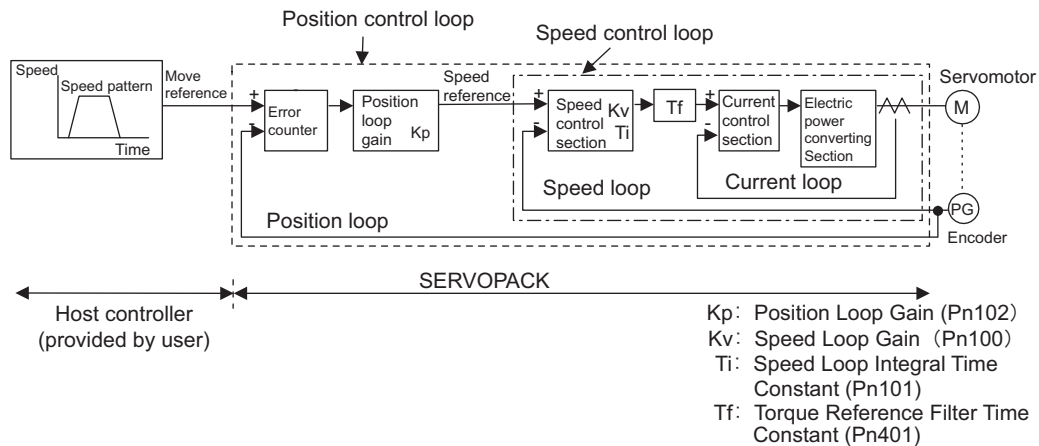 Position control loop
Speed control loop
Speed
Speed pattern
Time
Move
reference
+
-
Error
counter
Position
loop
gain Kp
Speed
reference
+
-
Speed Kv
control Ti
section
Tf
+
-
Current
control
section
Electric
power
converting
Section
Servomotor
M
Speed loop
Current loop
Position loop
PG
Encoder
SERVOPACK
Host controller
(provided by user)
Kp: Position Loop Gain (Pn102)
Kv: Speed Loop Gain (Pn100)
Ti: Speed Loop Integral Time
Constant (Pn101)
Tf: Torque Reference Filter Time
Constant (Pn401)